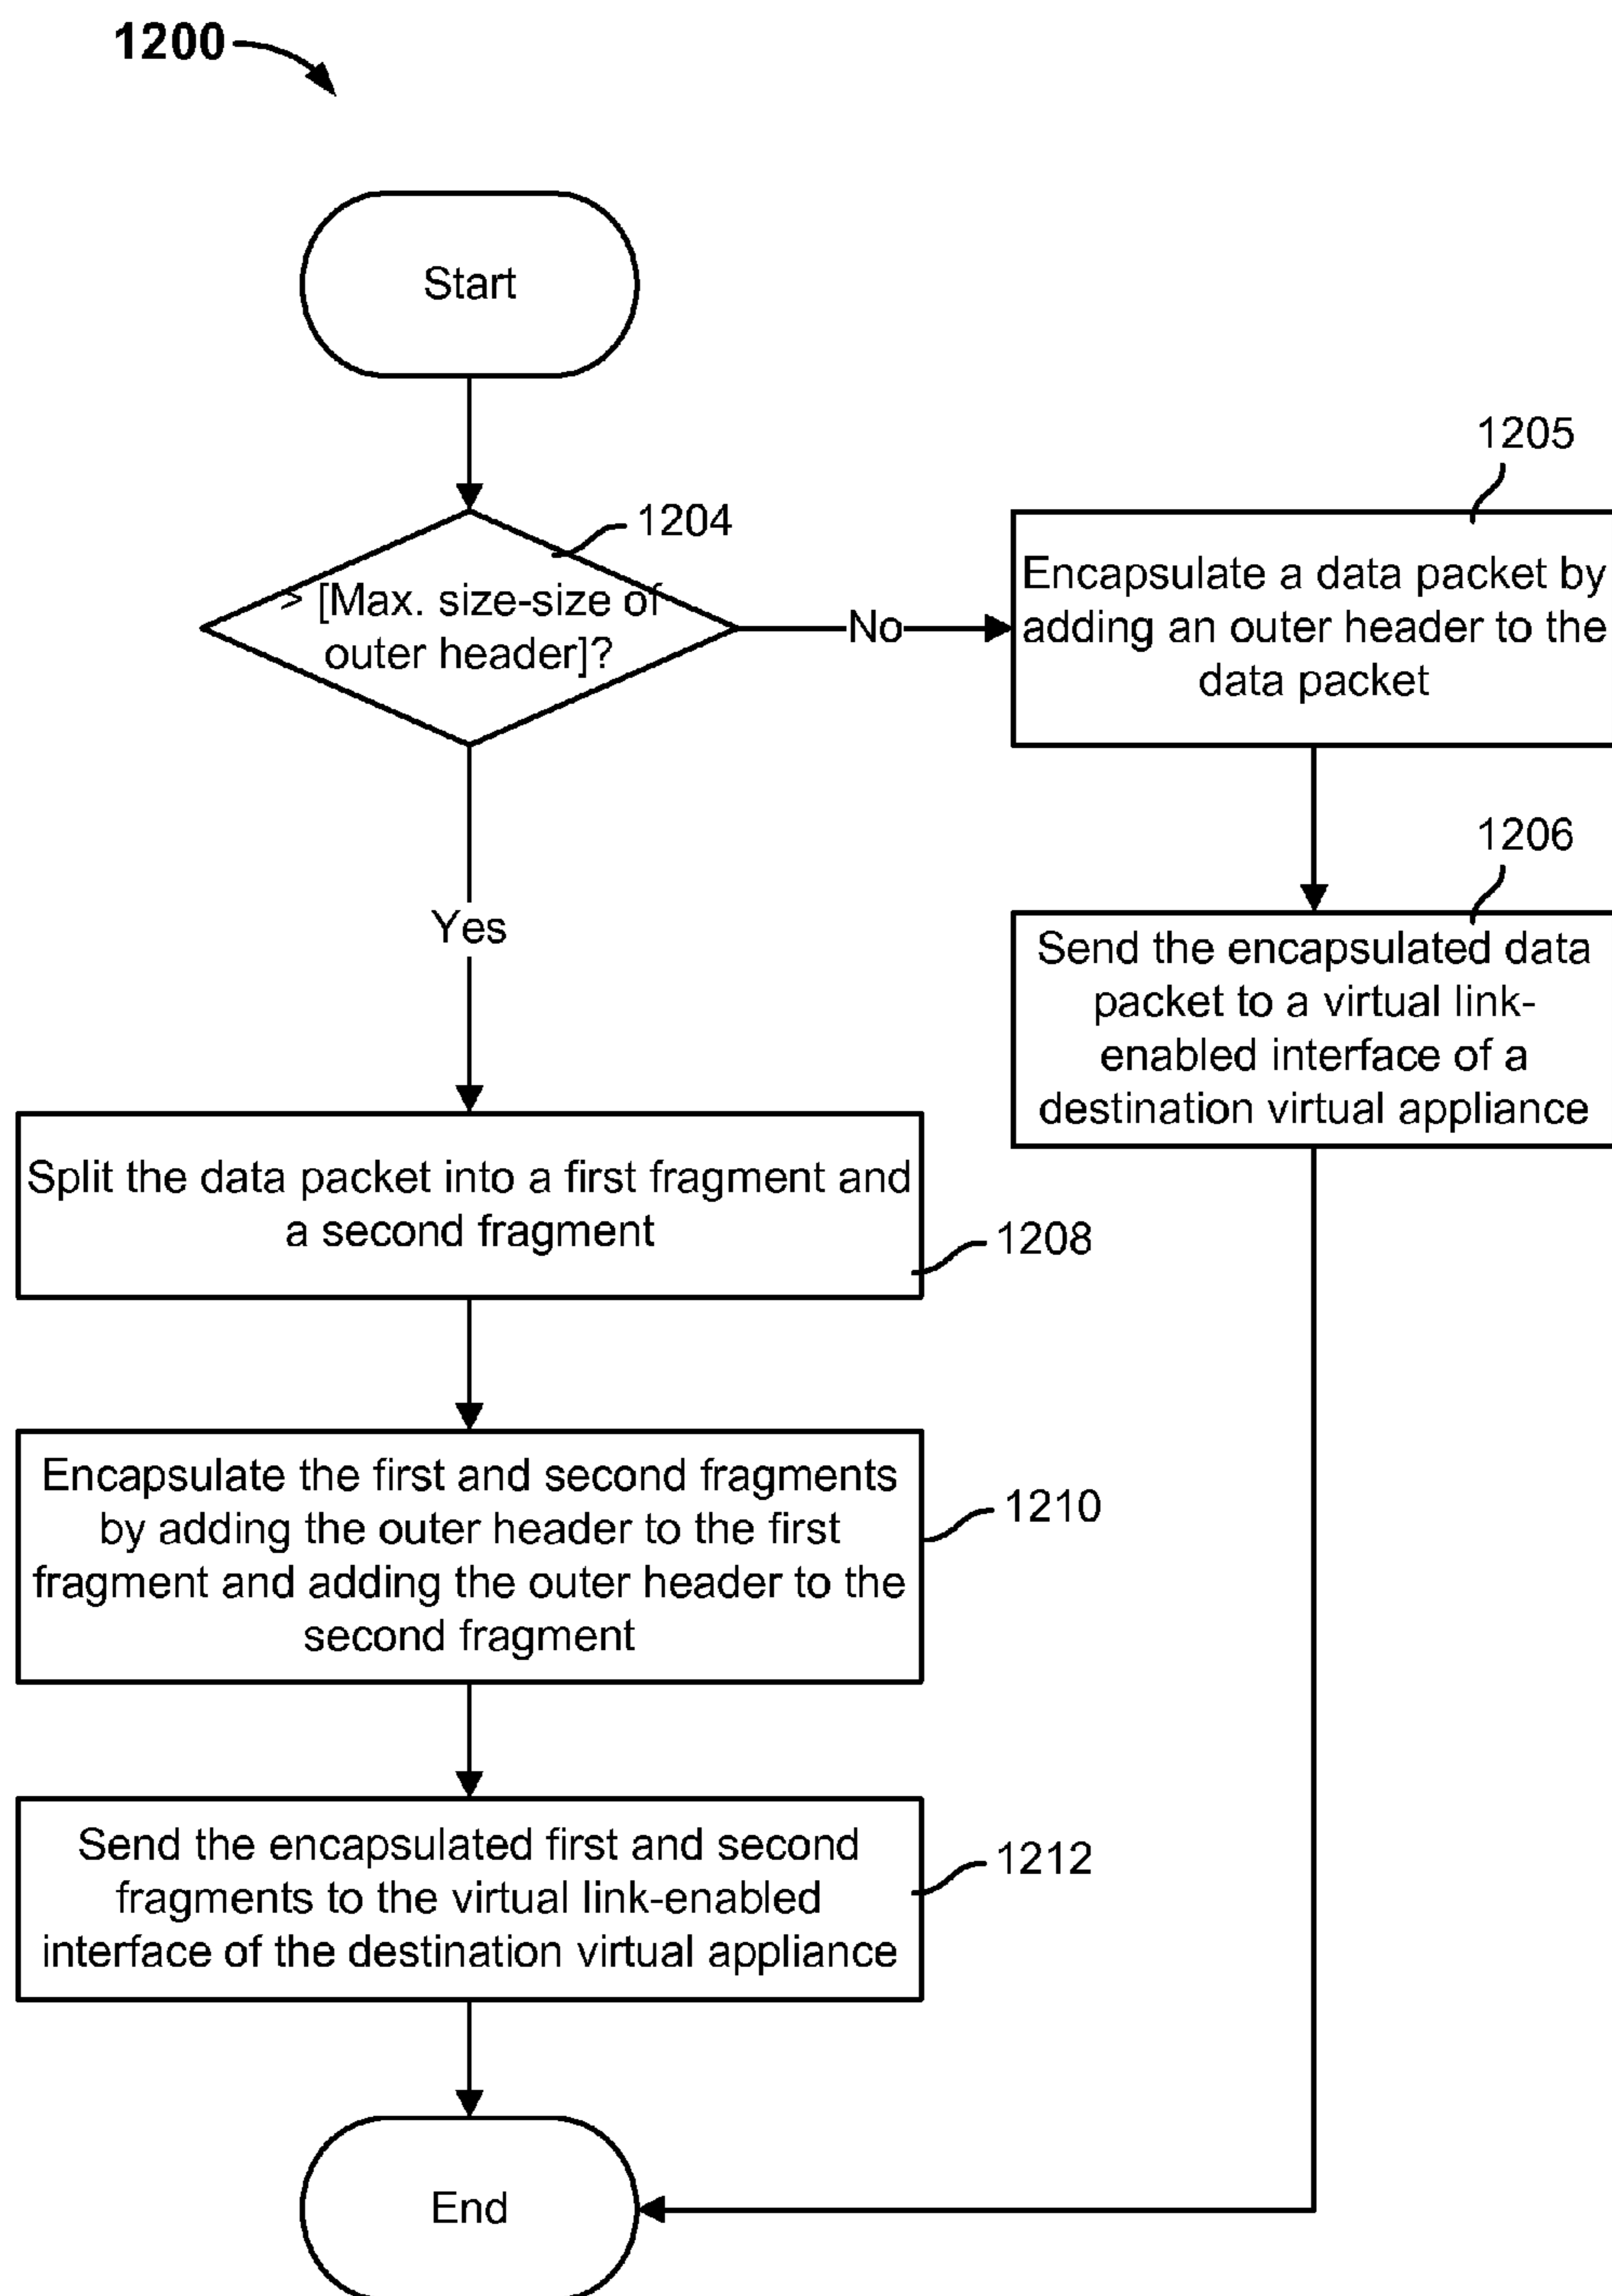 1200
Start
1204
> [Max. size-size of
outer header]?
No
1205
Encapsulate a data packet by
adding an outer header to the
data packet
1206
Send the encapsulated data
packet to a virtual link-
enabled interface of a
destination virtual appliance
Yes
Split the data packet into a first fragment and
a second fragment
1208
Encapsulate the first and second fragments
by adding the outer header to the first
fragment and adding the outer header to the
second fragment
1210
Send the encapsulated first and second
fragments to the virtual link-enabled
interface of the destination virtual appliance
1212
End